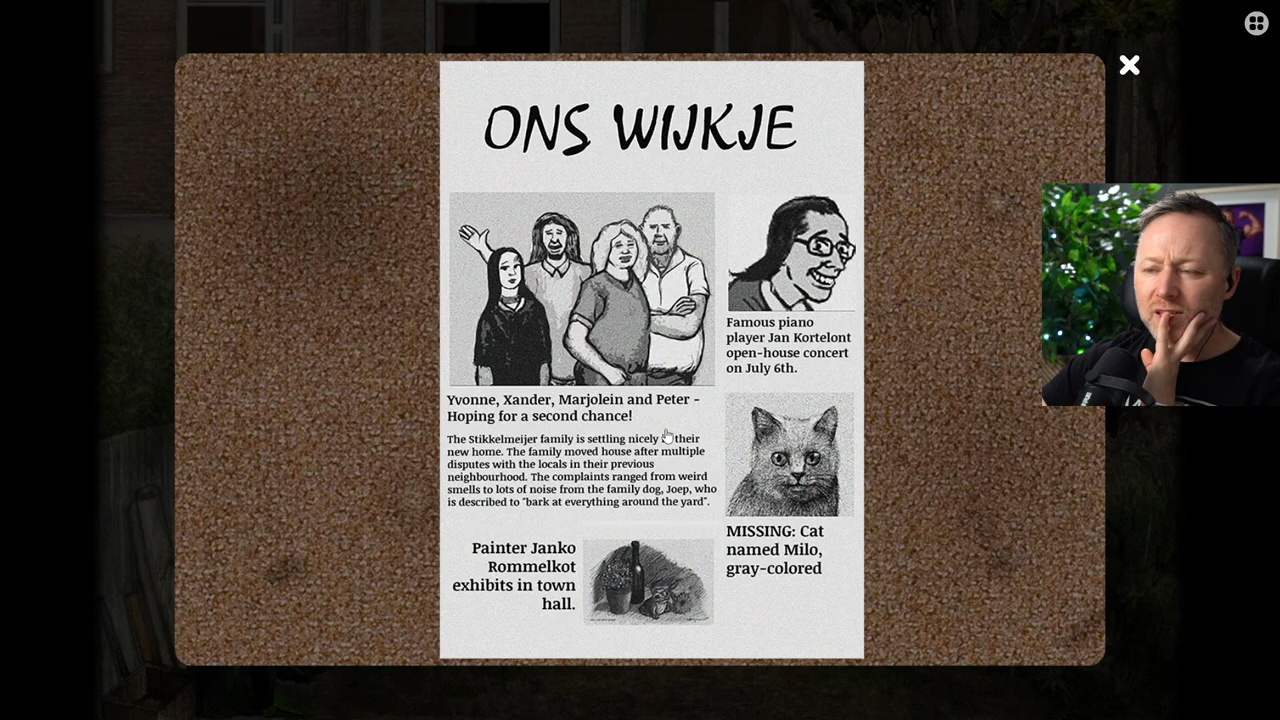 ONS WIJKJE
Yvonne, Xander, Marjolein and Peter -
Hoping for a second chance!
The Stikkelmeijer family is settling nicely their
new home. The family moved house after multiple
disputes with the locals in their previous
neighbourhood. The complaints ranged from weird
smells to lots of noise from the family dog, Joep, who
is described to "bark at everything around the yard".
Painter Janko
Rommelkot
exhibits in town
hall.
Famous piano
player Jan Kortelont
open-house concert
on July 6th.
MISSING: Cat
named Milo,
gray-colored